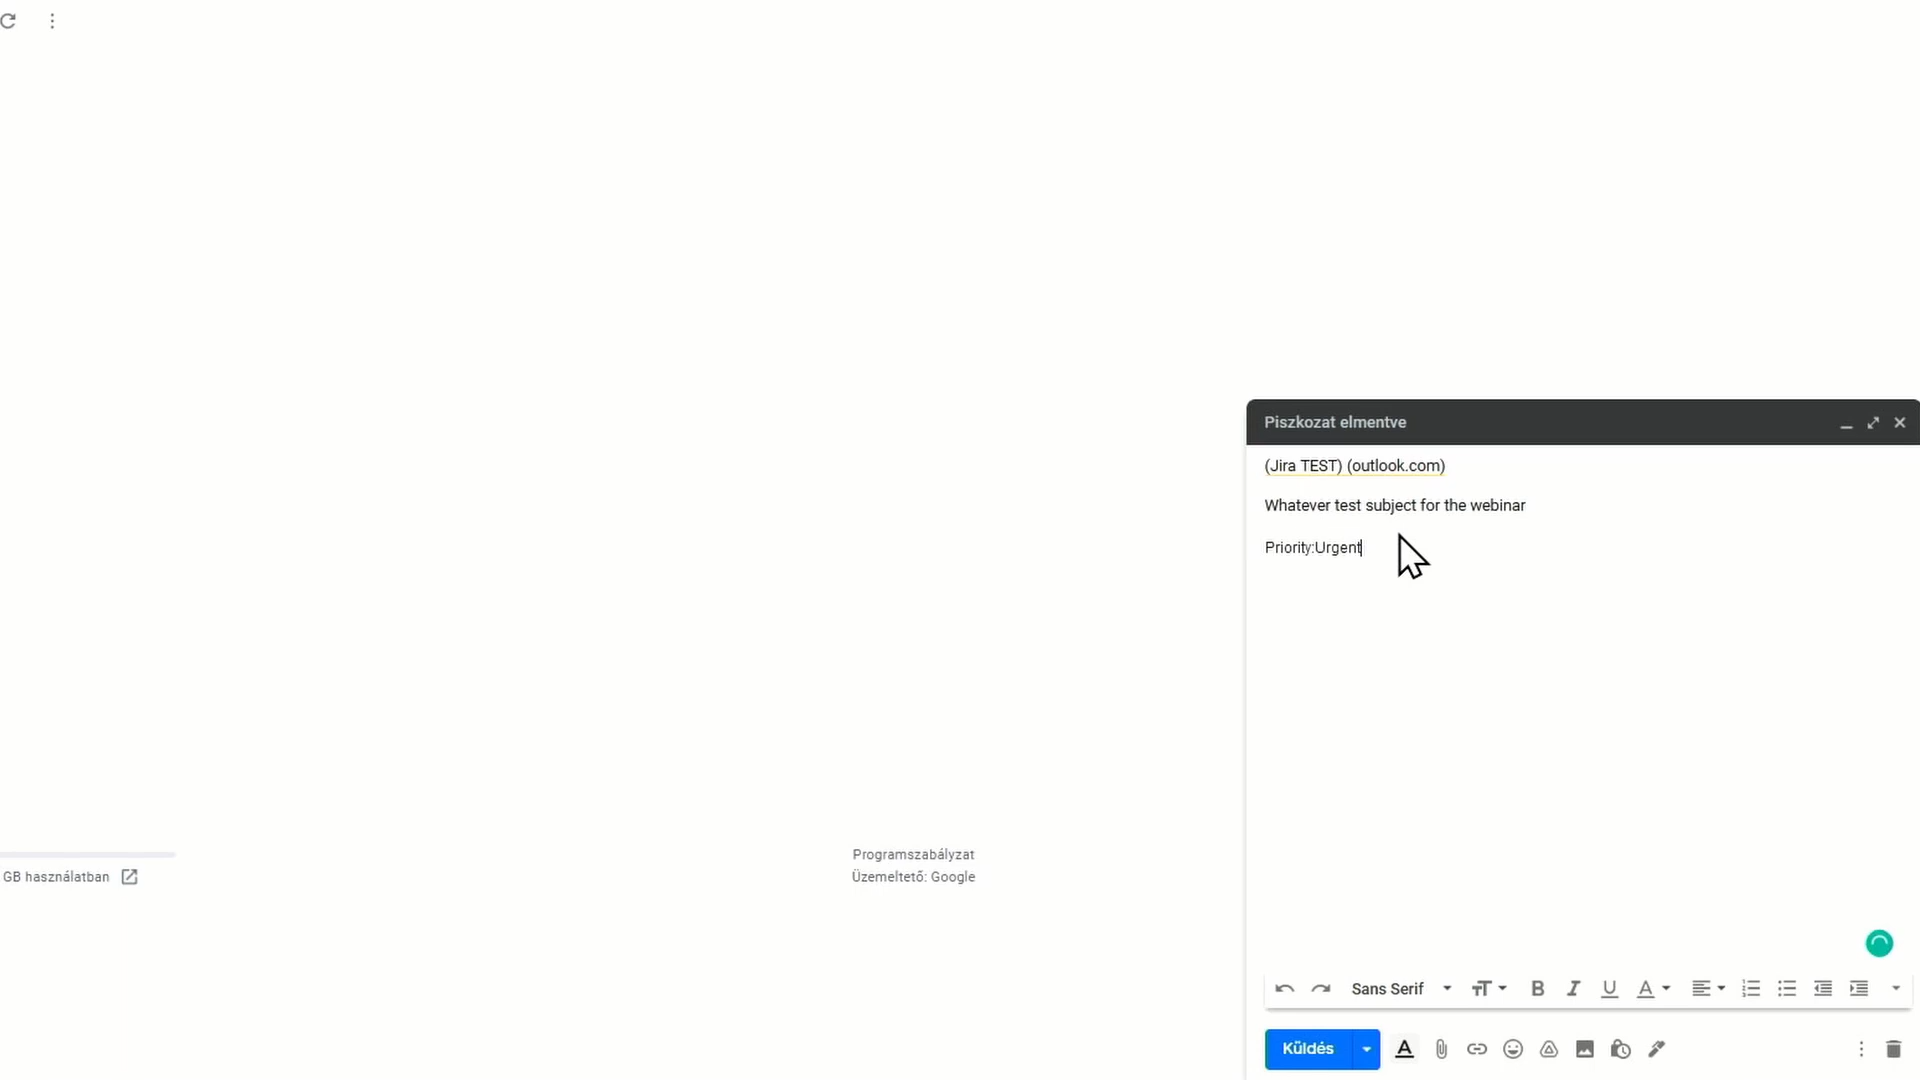 Piszkozat elmentve
(Jira TEST) (outlook.com)
Whatever test subject for the webinar
Priority:Urgent
Programszabályzat
GB használatban
Üzemeltető: Google
Sans Serif
Küldés